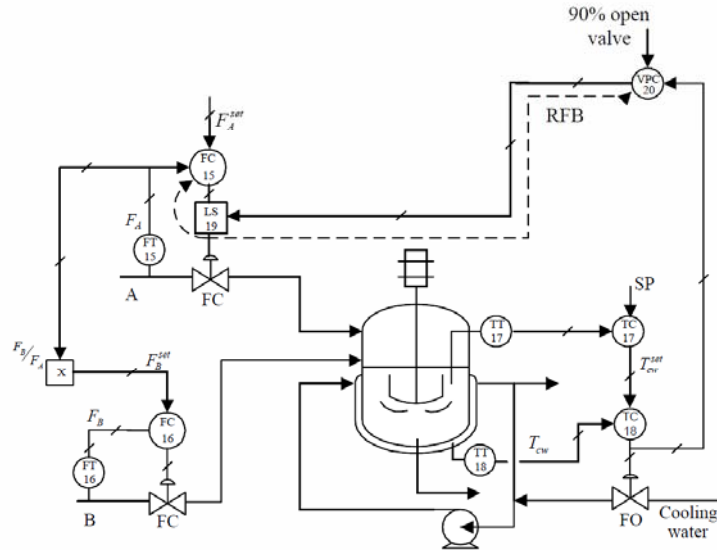 90% open
valve
VPC
20
RFB
F_A^set
FC
15
LS
19
F_A
FT
15
A
FC
SP
TT
17
TC
17
T_cw^set
F_B/F_A
x
F_B^set
F_B
FC
16
TC
18
TT
18
T_cw
FT
16
B
FC
FO
Cooling
water